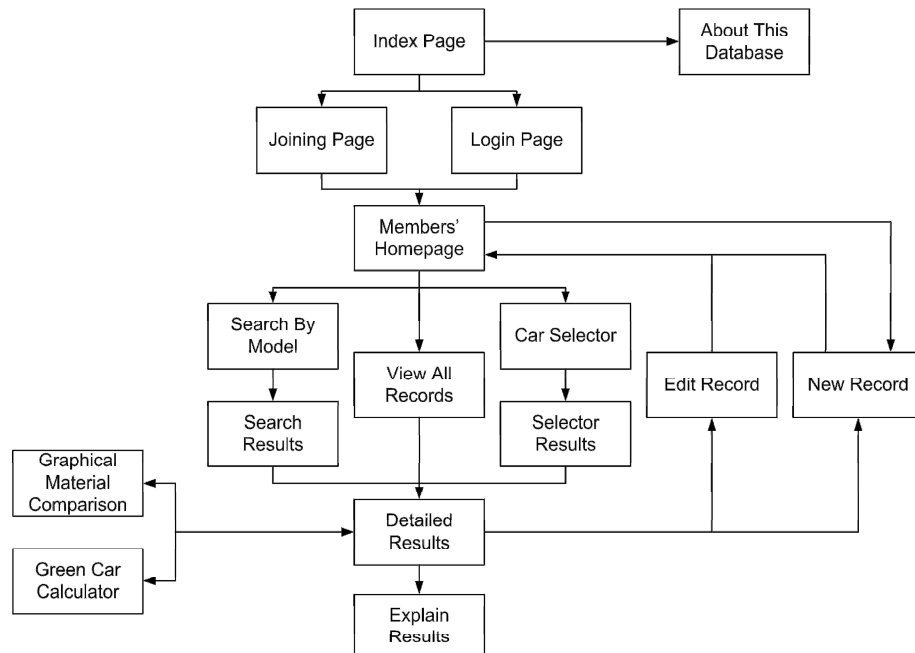 Index Page
About This
Database
Joining Page
Login Page
Members'
Homepage
Search By
Model
Car Selector
View All
Records
Edit Record
New Record
Search
Results
Selector
Results
Graphical
Material
Comparison
Detailed
Results
Green Car
Calculator
Explain
Results